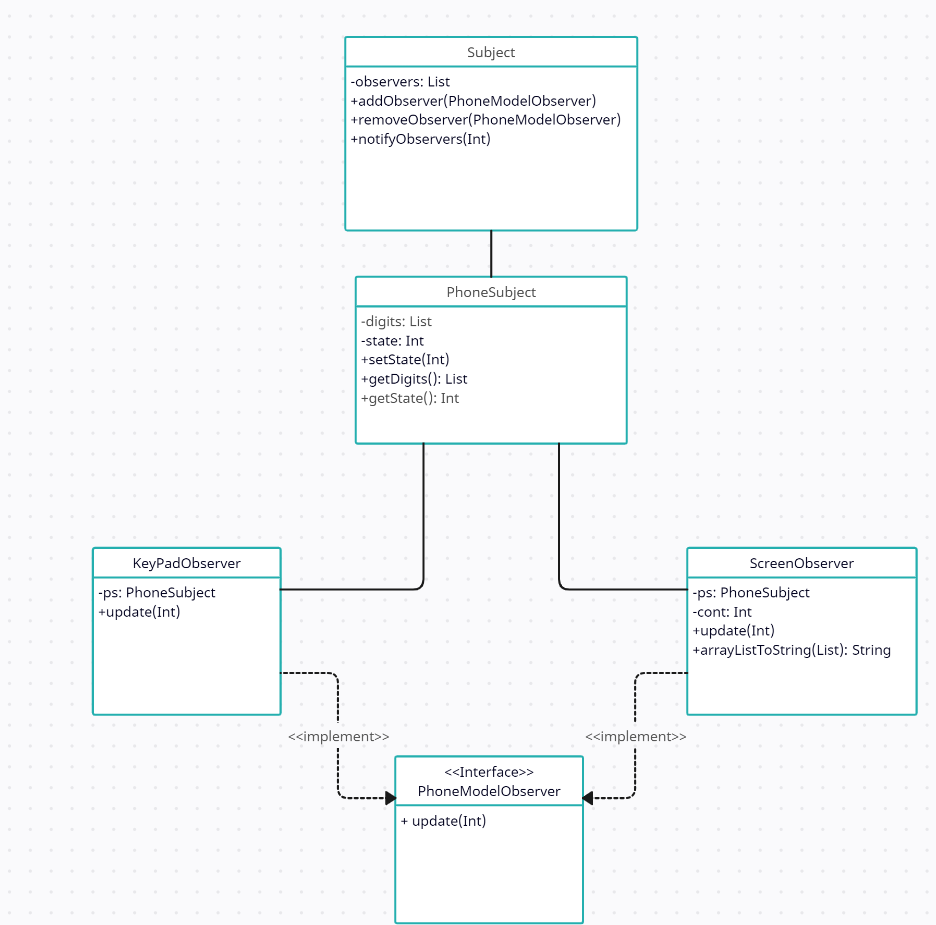 Subject
-observers: List
+addObserver(PhoneModelObserver)
+removeObserver(PhoneModelObserver)
+notifyObservers(Int)
PhoneSubject
-digits: List
-state: Int
+setState(Int)
+getDigits(): List
+getState(): Int
KeyPadObserver
-ps: PhoneSubject
+update(Int)
ScreenObserver
-ps: PhoneSubject
-cont: Int
+update(Int)
+arrayListToString(List): String
<<implement>>
<<implement>>
<<Interface>>
PhoneModelObserver
+ update(Int)